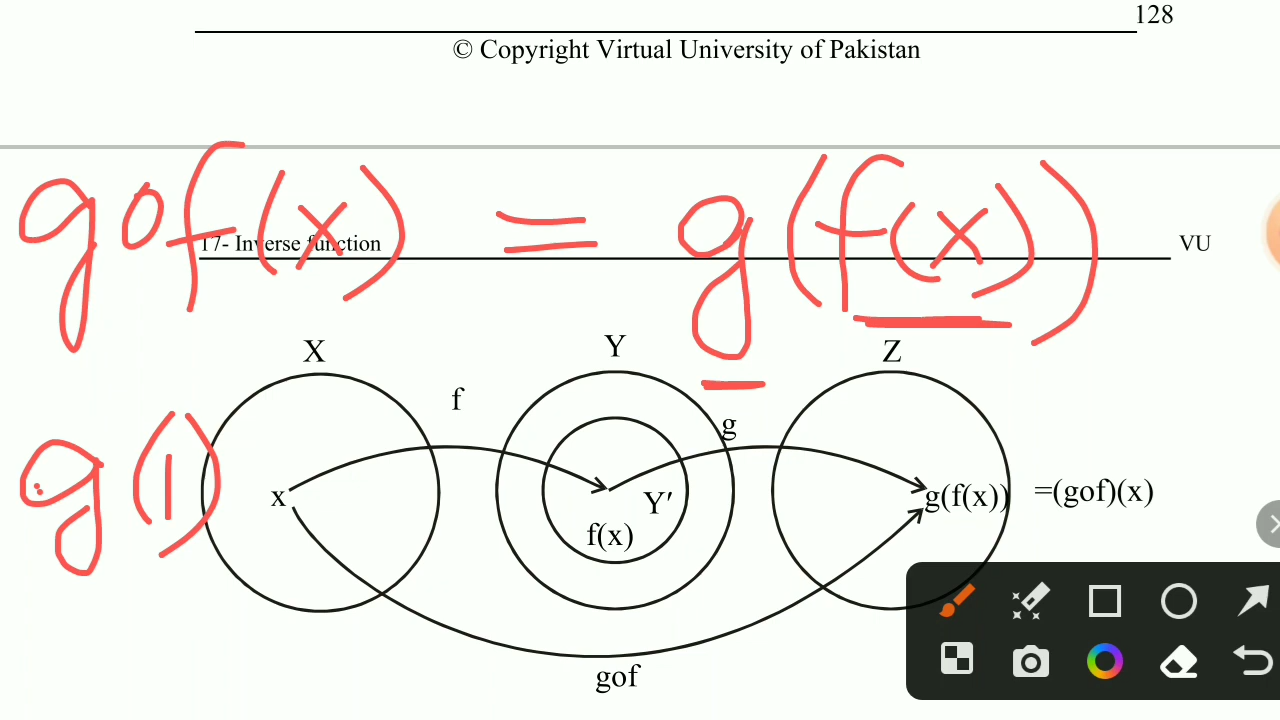 128
© Copyright Virtual University of Pakistan
gof(x) = g(f(x))
17- Inverse function VU
X Y Z
f
g
g(1)
x Y′ g(f(x)) =(gof)(x)
f(x)
gof